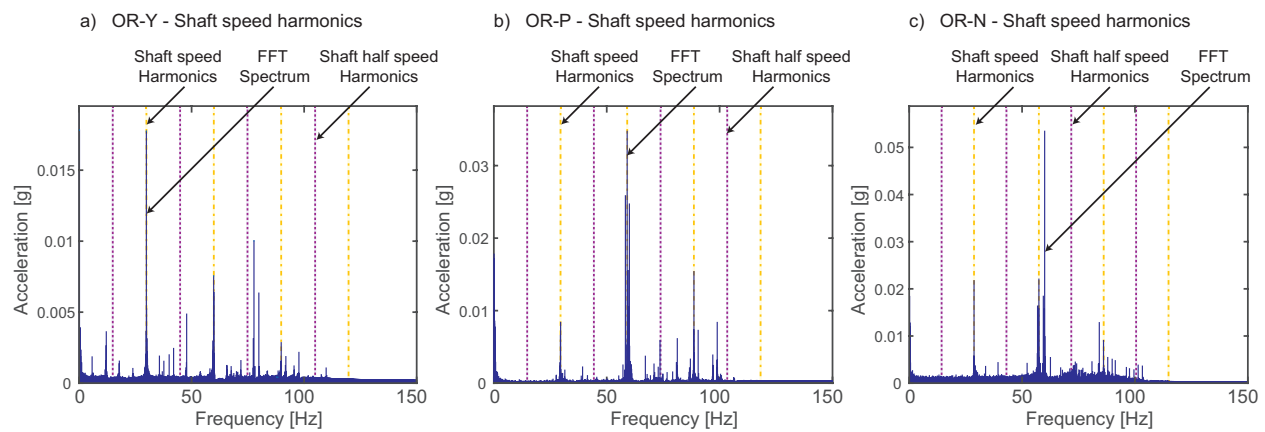 a) OR-Y - Shaft speed harmonics
Shaft speed
Harmonics
FFT
Spectrum
Shaft half speed
Harmonics
Acceleration [g]
0.015
0.01
0.005
0
0
50
100
150
Frequency [Hz]
b) OR-P - Shaft speed harmonics
Shaft speed
Harmonics
FFT
Spectrum
Shaft half speed
Harmonics
Acceleration [g]
0.03
0.02
0.01
0
0
50
100
150
Frequency [Hz]
c) OR-N - Shaft speed harmonics
Shaft speed
Harmonics
Shaft half speed
Harmonics
FFT
Spectrum
Acceleration [g]
0.05
0.04
0.03
0.02
0.01
0
0
50
100
150
Frequency [Hz]